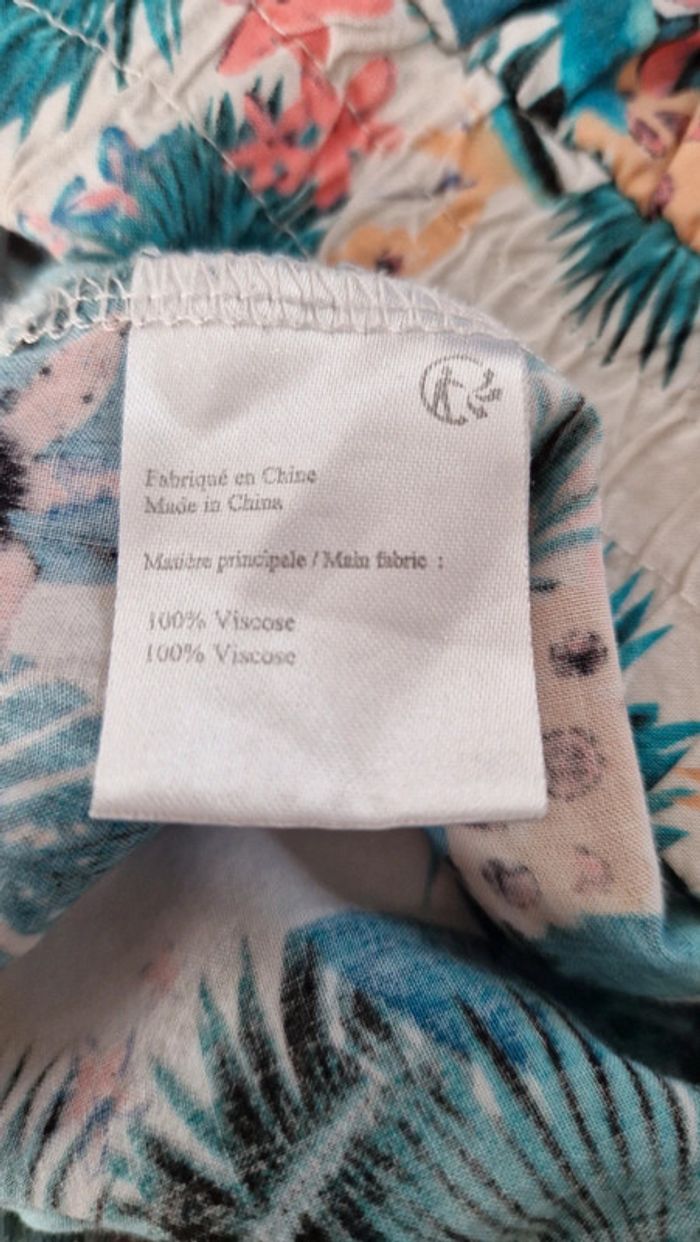 Fabriqué en Chine
Made in China
Matière principale / Main fabric :
100% Viscose
100% Viscose